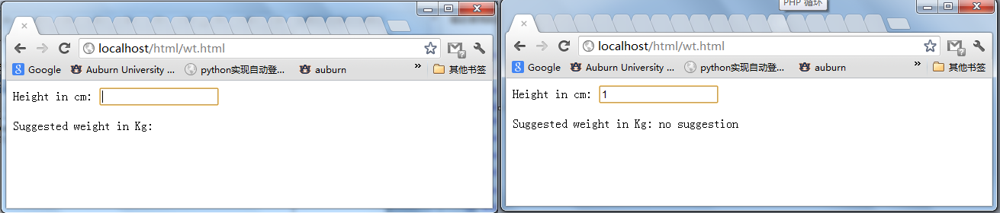 PHP 循环
localhost/html/wt.html
Google Auburn University ... python实现自动登... auburn » 其他书签
Height in cm:
Suggested weight in Kg:
localhost/html/wt.html
Google Auburn University ... python实现自动登... auburn » 其他书签
Height in cm: 1
Suggested weight in Kg: no suggestion